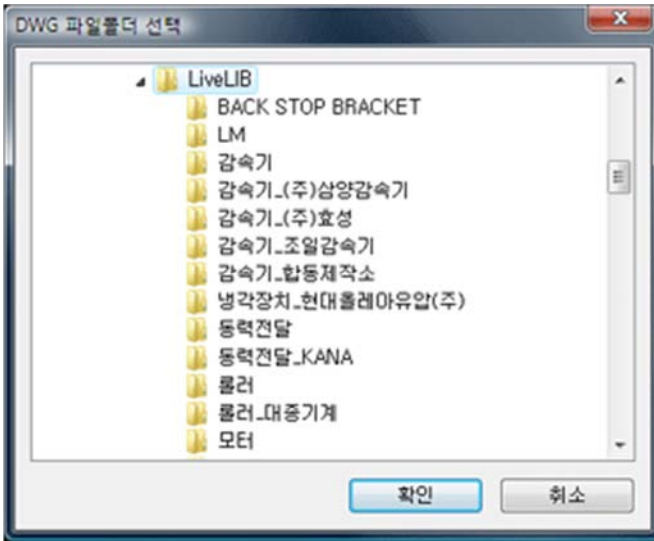 DWG 파일폴더 선택
LiveLIB
BACK STOP BRACKET
LM
감속기
감속기_(주)삼양감속기
감속기_(주)효성
감속기_조일감속기
감속기_합동제작소
냉각장치_현대올레아유압(주)
동력전달
동력전달_KANA
롤러
롤러_대종기계
모터
확인
취소